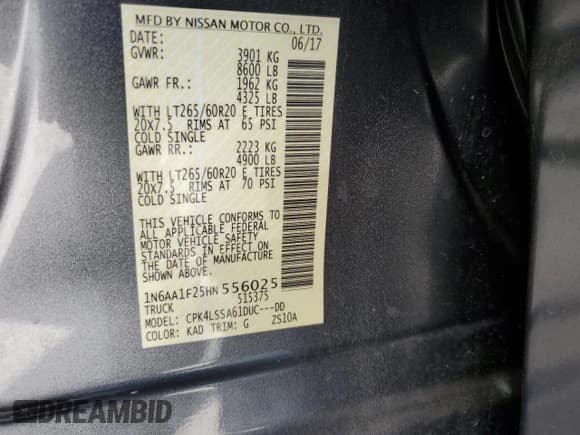 MFD BY NISSAN MOTOR CO., LTD.
DATE: 06/17
GVWR: 3901 KG
8600 LB
GAWR FR.: 1962 KG
4325 LB
WITH LT265/60R20 E TIRES
20X7.5 RIMS AT 65 PSI
COLD SINGLE
GAWR RR.: 2223 KG
4900 LB
WITH LT265/60R20 E TIRES
20X7.5 RIMS AT 70 PSI
COLD SINGLE
THIS VEHICLE CONFORMS TO
ALL APPLICABLE FEDERAL
MOTOR VEHICLE SAFETY
STANDARDS IN EFFECT ON
THE DATE OF MANUFACTURE
SHOWN ABOVE.
1N6AA1F25HN556025
TRUCK 515375
MODEL: CPK4LSSA61DUC---DD
COLOR: KAD TRIM: G ZS10A
DREAMBID